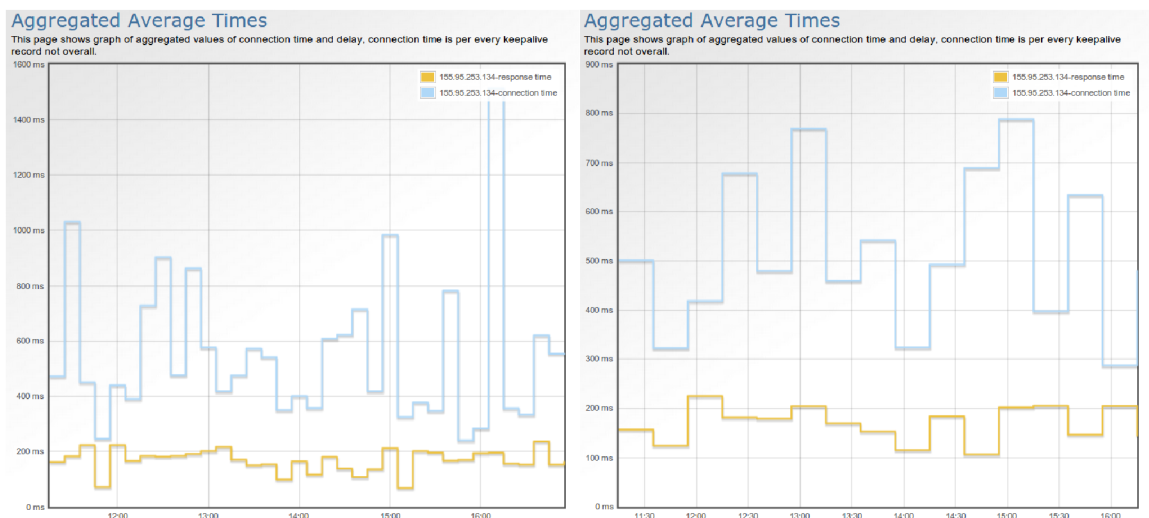 Aggregated Average Times
This page shows graph of aggregated values of connection time and delay, connection time is per every keepalive
record not overall.
1600 ms
155.95.253.134-response time
155.95.253.134-connection time
1400 ms
1200 ms
1000 ms
800 ms
600 ms
400 ms
200 ms
0 ms
12:00
13:00
14:00
15:00
16:00
Aggregated Average Times
This page shows graph of aggregated values of connection time and delay, connection time is per every keepalive
record not overall.
900 ms
155.95.253.134-response time
155.95.253.134-connection time
800 ms
700 ms
600 ms
500 ms
400 ms
300 ms
200 ms
100 ms
0 ms
11:30
12:00
12:30
13:00
13:30
14:00
14:30
15:00
15:30
16:00